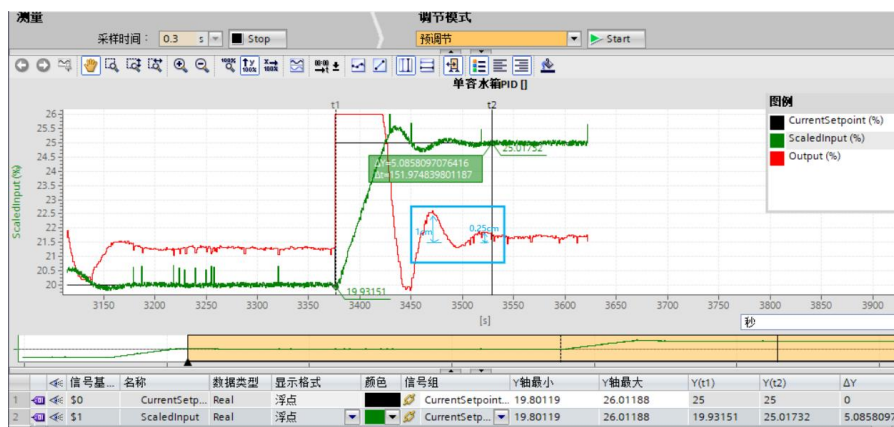 测量
调节模式
采样时间： 0.3 s Stop 预调节 Start
单容水箱PID []
t1
t2
图例
CurrentSetpoint (%)
ScaledInput (%)
Output (%)
ScaledInput (%)
26
25.5
25
24.5
24
23.5
23
22.5
22
21.5
21
20.5
20
25.01732
ΔY=5.0858097076416
Δt=151.974839801187
1cm
0.25cm
19.93151
3150 3200 3250 3300 3350 3400 3450 3500 3550 3600 3650 3700 3750 3800 3850 3900
[s]
秒
信号基... 名称 数据类型 显示格式 颜色 信号组 Y轴最小 Y轴最大 Y(t1) Y(t2) ΔY
1 $0 CurrentSetp... Real 浮点 CurrentSetpoint... 19.80119 26.01188 25 25 0
2 $1 ScaledInput Real 浮点 CurrentSetp... 19.80119 26.01188 19.93151 25.01732 5.0858097